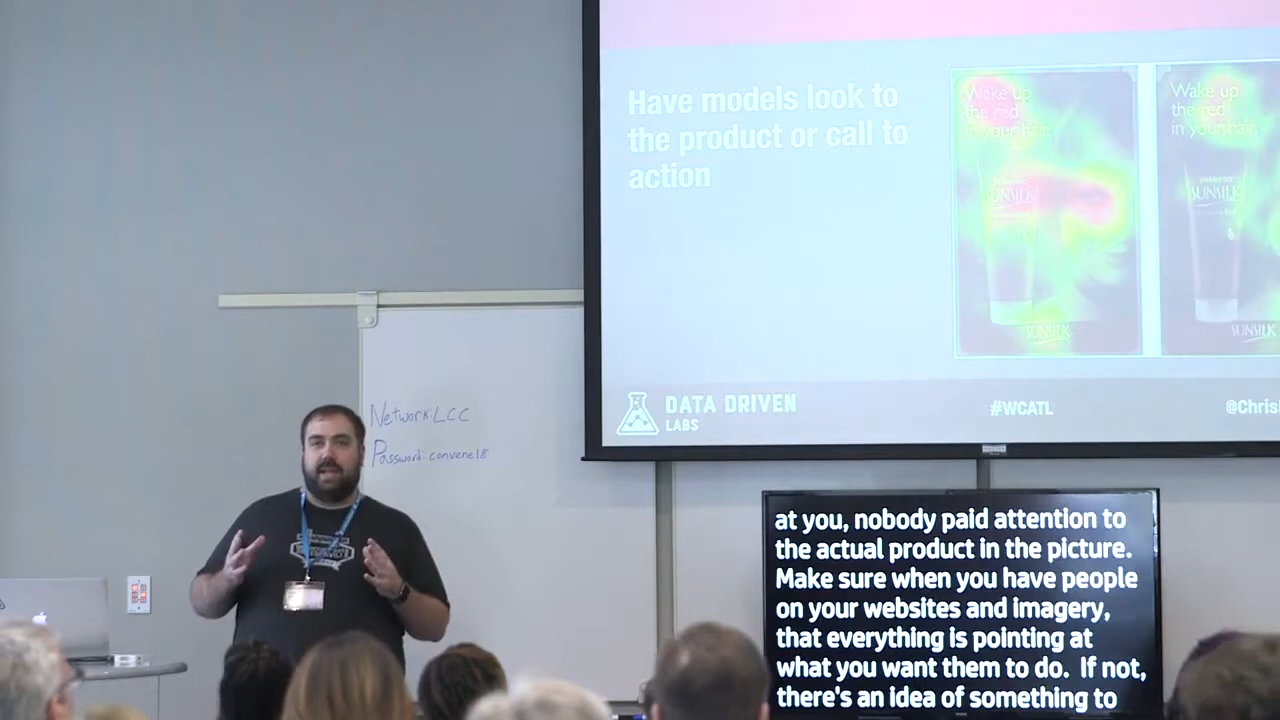 Have models look to
the product or call to
action
Wake up
the red
in your hair.
SHAMPOO
SUNSILK
SUNSILK
Wake up
the red
in your hair
SHAMPOO
SUNSILK
SUNSILK
DATA DRIVEN
LABS
#WCATL
@Chris
Network: LCC
Password: convene18
at you, nobody paid attention to
the actual product in the picture.
Make sure when you have people
on your websites and imagery,
that everything is pointing at
what you want them to do. If not,
there's an idea of something to